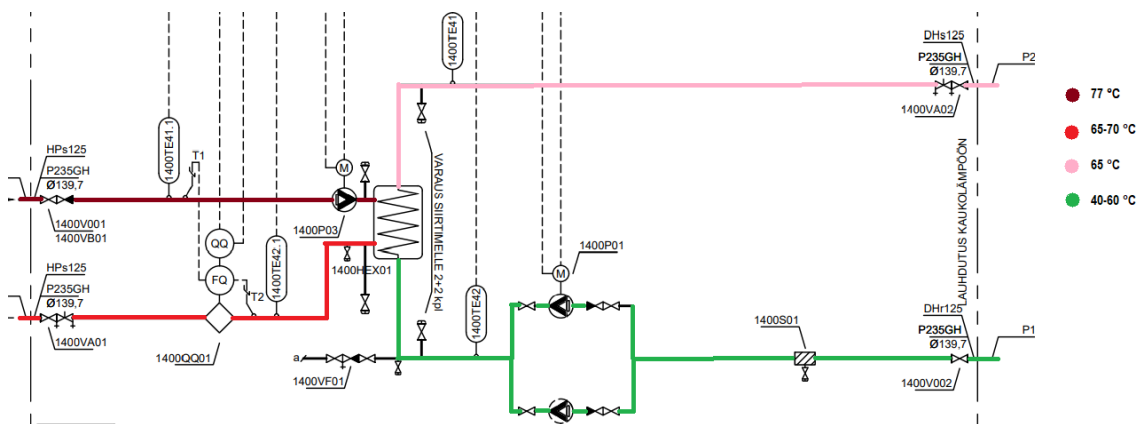 1400TE41
DHs125
P235GH
Ø139,7
P2
1400VA02
77 °C
65-70 °C
65 °C
40-60 °C
HPs125
P235GH
Ø139,7
1400V001
1400VB01
1400TE41.1
T1
M
1400P03
VARAUS SIIRTIMELLE 2+2 kpl
LAUHDUTUS KAUKOLÄMPÖÖN
QQ
FQ
T2
1400TE42.1
1400HEX01
HPs125
P235GH
Ø139,7
1400VA01
1400QQ01
a
1400VF01
1400TE42
M
1400P01
1400S01
DHr125
P235GH
Ø139,7
P1
1400V002